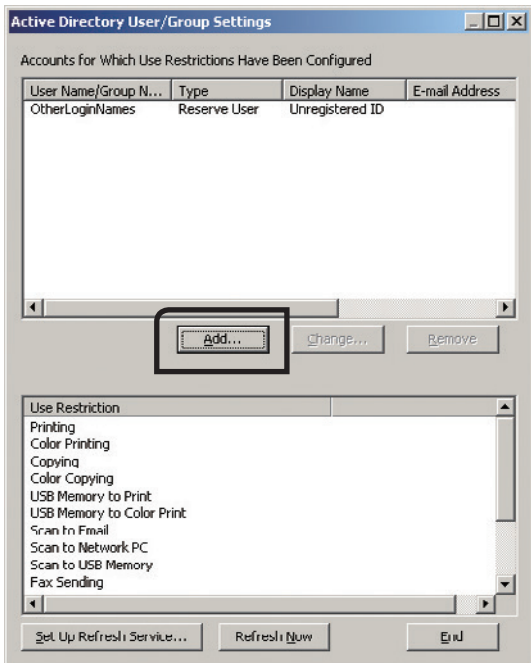 Active Directory User/Group Settings
Accounts for Which Use Restrictions Have Been Configured
User Name/Group N... Type Display Name E-mail Address
OtherLoginNames Reserve User Unregistered ID
Add... Change... Remove
Use Restriction
Printing
Color Printing
Copying
Color Copying
USB Memory to Print
USB Memory to Color Print
Scan to Email
Scan to Network PC
Scan to USB Memory
Fax Sending
Set Up Refresh Service... Refresh Now End